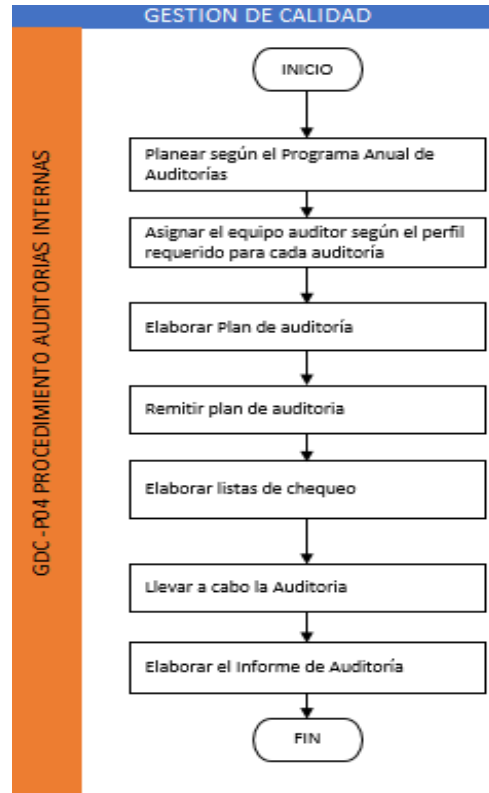 GESTION DE CALIDAD
GDC -P04 PROCEDIMIENTO AUDITORIAS INTERNAS
INICIO
Planear según el Programa Anual de
Auditorías
Asignar el equipo auditor según el perfil
requerido para cada auditoría
Elaborar Plan de auditoría
Remitir plan de auditoria
Elaborar listas de chequeo
Llevar a cabo la Auditoria
Elaborar el Informe de Auditoría
FIN